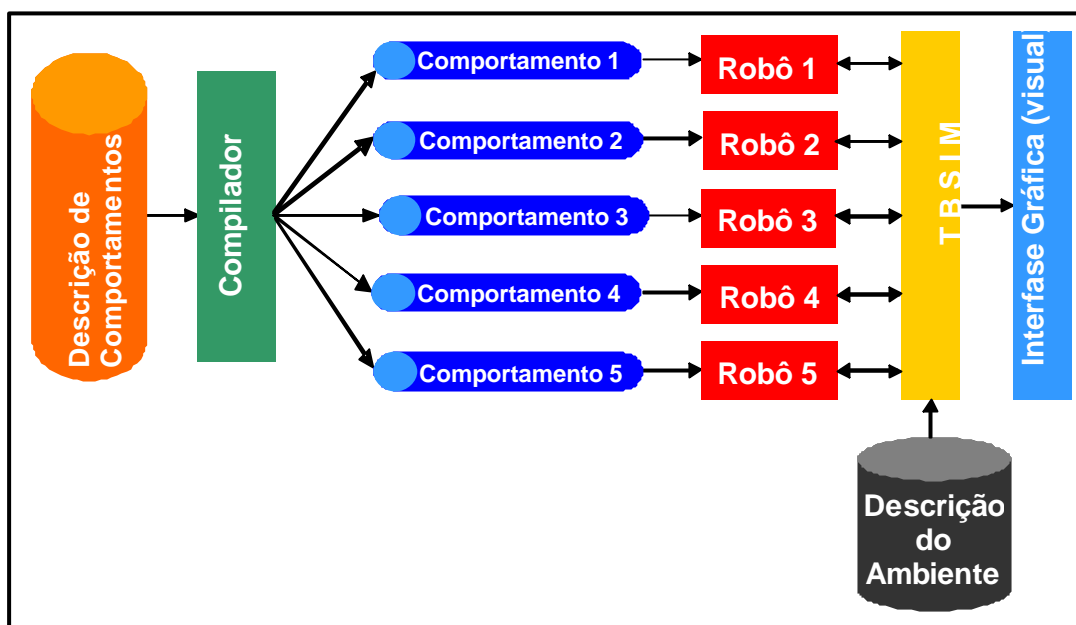 Descrição de
Comportamentos
Compilador
Comportamento 1
Comportamento 2
Comportamento 3
Comportamento 4
Comportamento 5
Robô 1
Robô 2
Robô 3
Robô 4
Robô 5
T B S I M
Interfase Gráfica (visual
Descrição
do
Ambiente